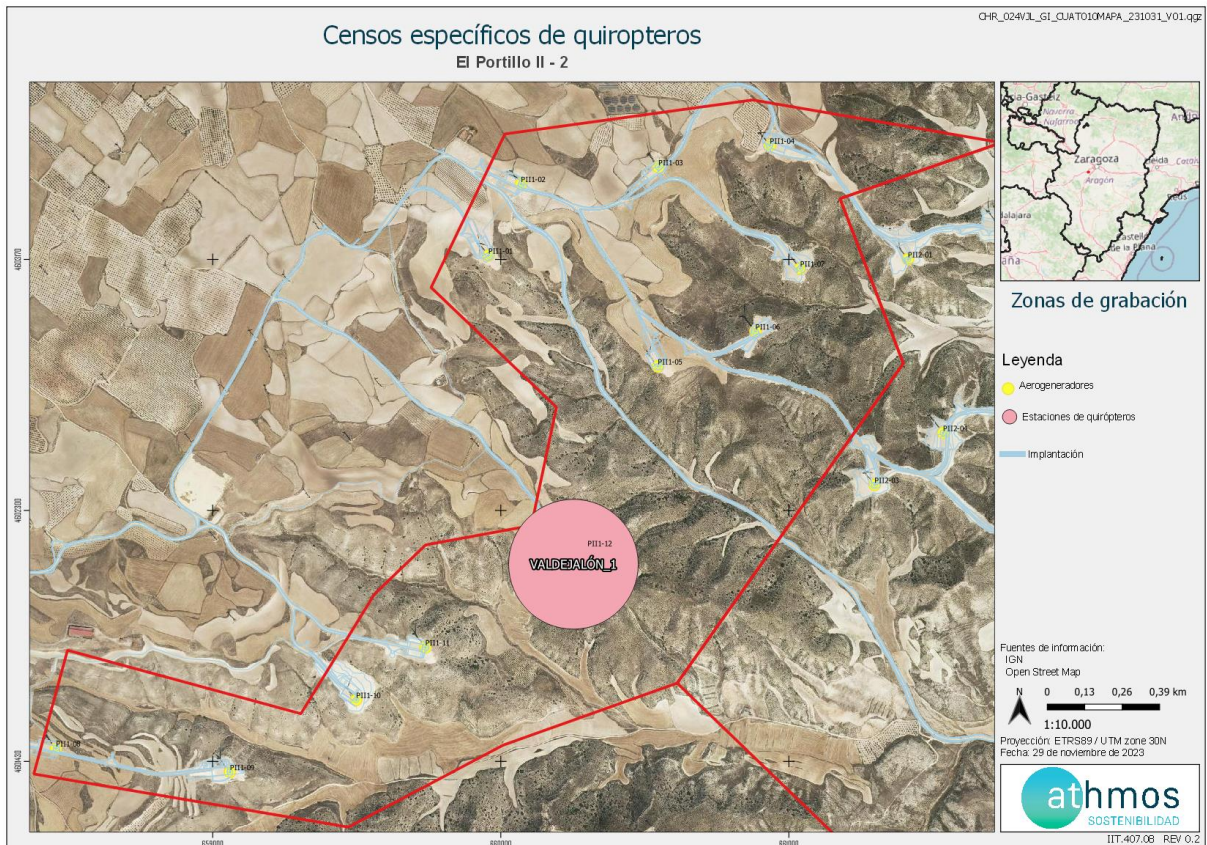 CHR_024VJL_GI_CUAT010MAPA_231031_V01.qgz
Censos específicos de quiropteros
El Portillo II - 2
PII1-04
PII1-03
PII1-02
PII1-01
PII1-07
PII2-01
PII1-06
PII1-05
PII2-04
PII2-03
PII1-12
VALDEJALÓN_1
PII1-11
PII1-10
PII1-08
PII1-09
659000
660000
Zaragoza
Aragón
Zonas de grabación
Leyenda
Aerogeneradores
Estaciones de quirópteros
Implantación
Fuentes de información:
IGN
Open Street Map
N
0 0,13 0,26 0,39 km
1:10.000
Proyección: ETRS89 / UTM zone 30N
Fecha: 29 de noviembre de 2023
athmos
SOSTENIBILIDAD
IIT.407.08 REV 0.2